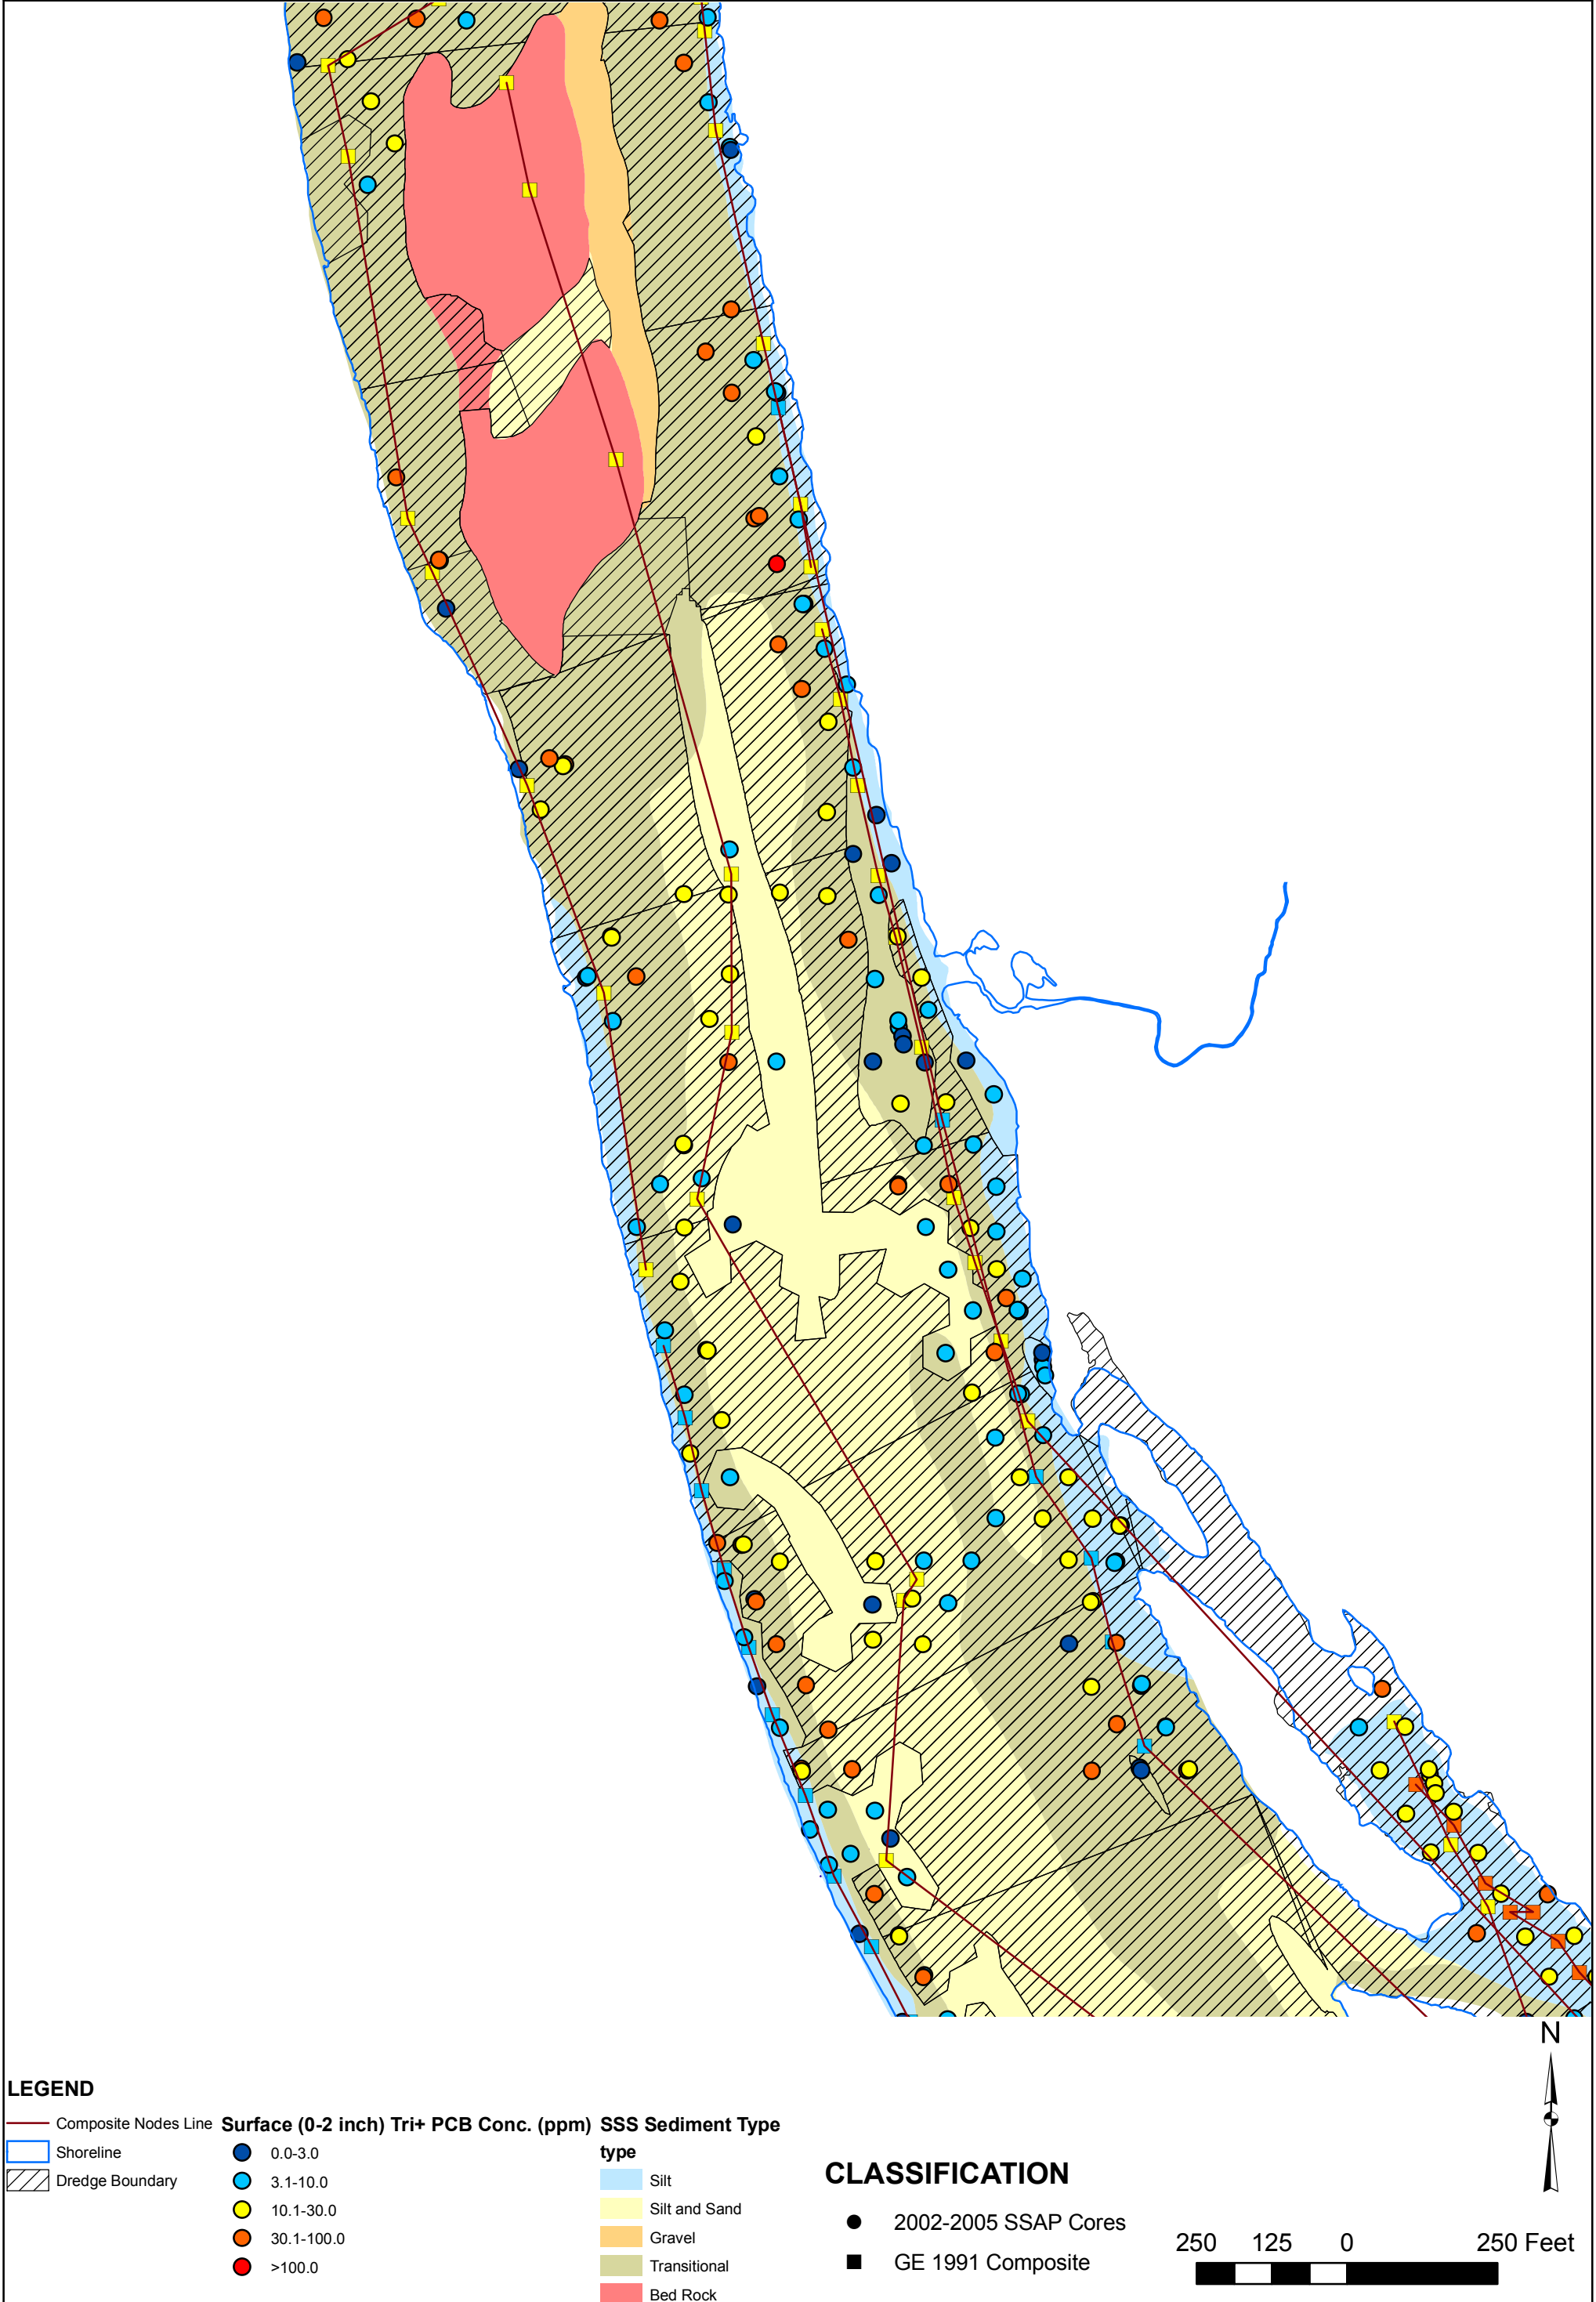 N
LEGEND
Composite Nodes Line
Shoreline
Dredge Boundary
Surface (0-2 inch) Tri+ PCB Conc. (ppm)
0.0-3.0
3.1-10.0
10.1-30.0
30.1-100.0
>100.0
SSS Sediment Type
type
Silt
Silt and Sand
Gravel
Transitional
Bed Rock
CLASSIFICATION
2002-2005 SSAP Cores
GE 1991 Composite
250 125 0 250 Feet